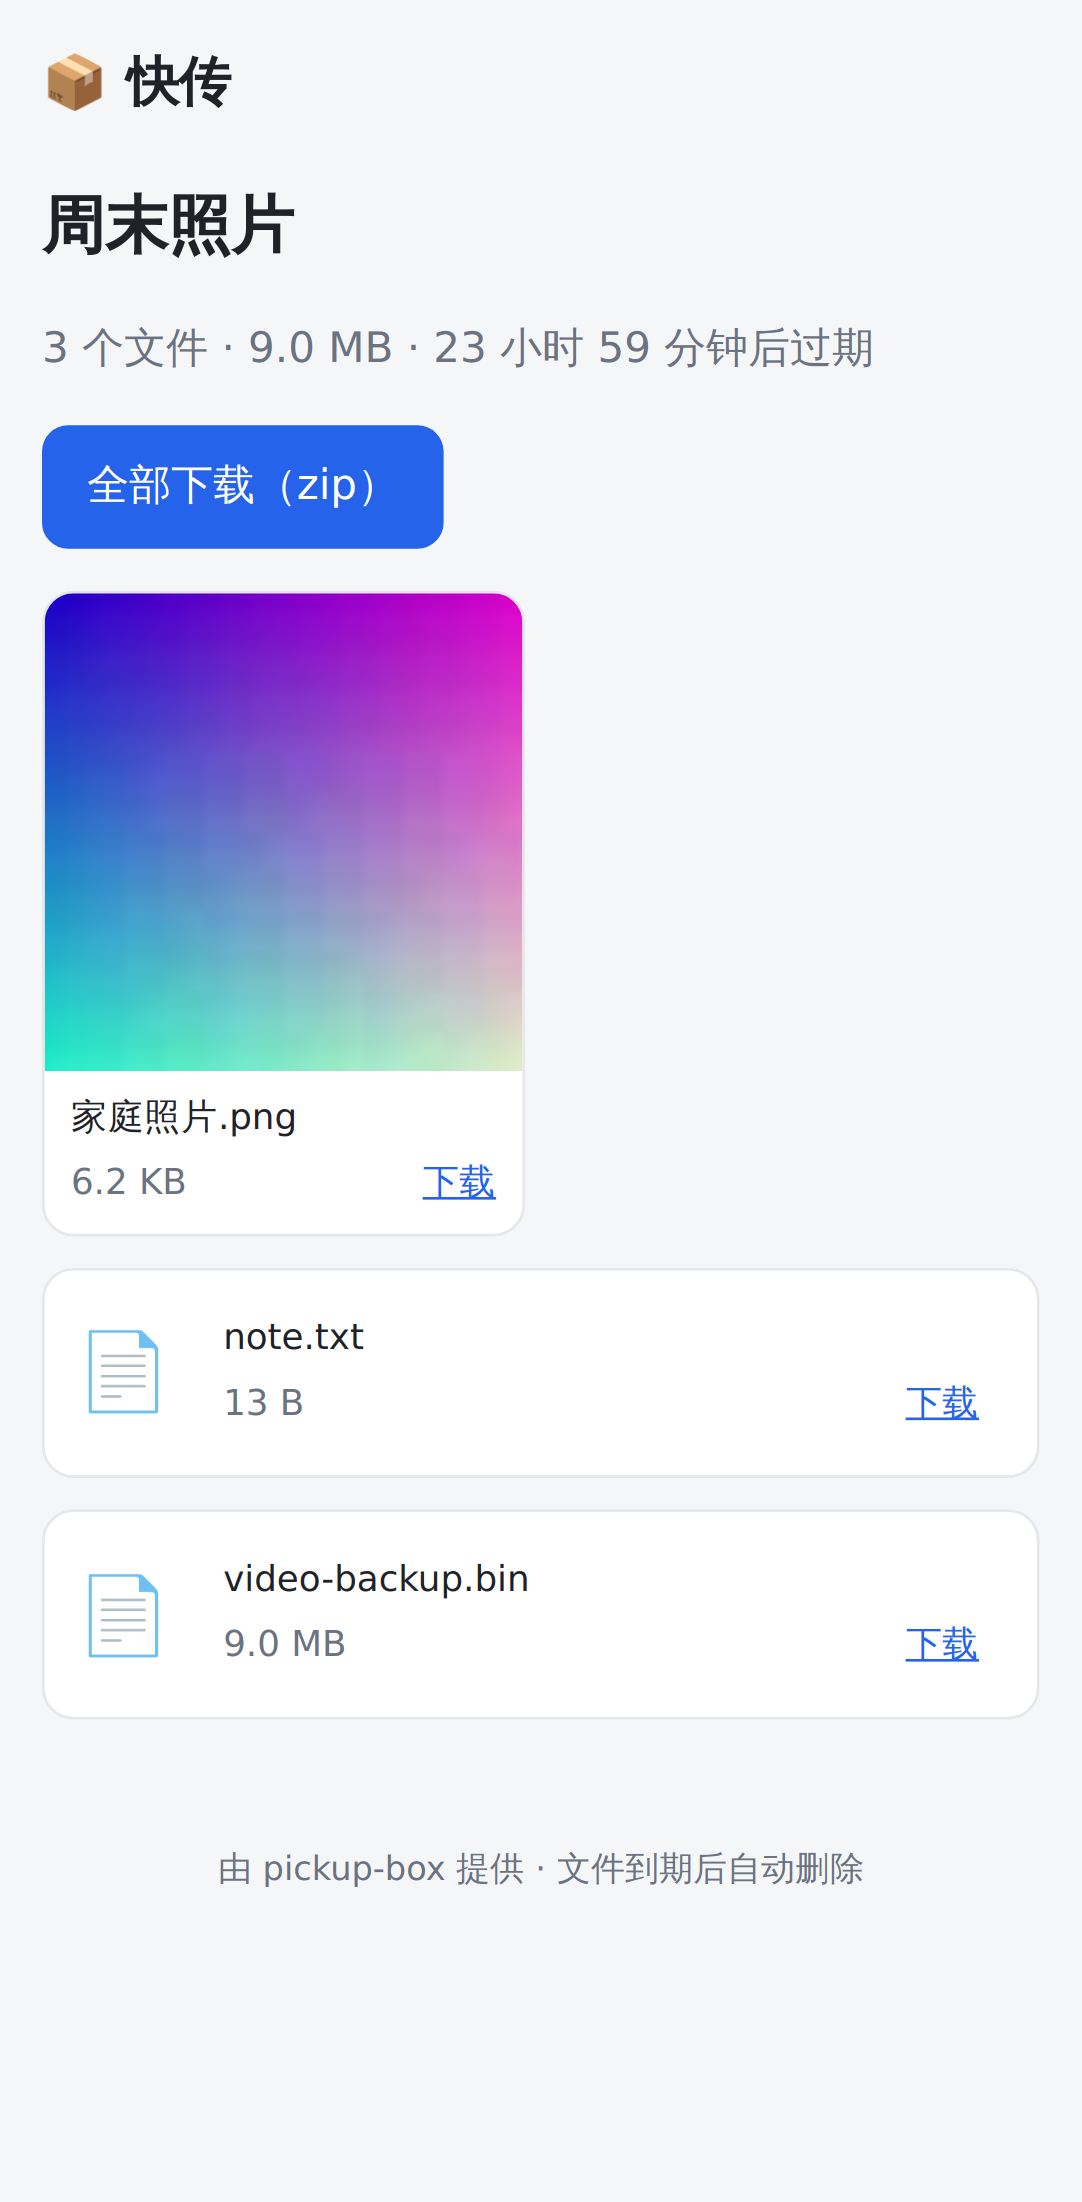 快传
周末照片
3 个文件 · 9.0 MB · 23 小时 59 分钟后过期
全部下载（zip）
家庭照片.png
6.2 KB 下载
note.txt
13 B 下载
video-backup.bin
9.0 MB 下载
由 pickup-box 提供 · 文件到期后自动删除